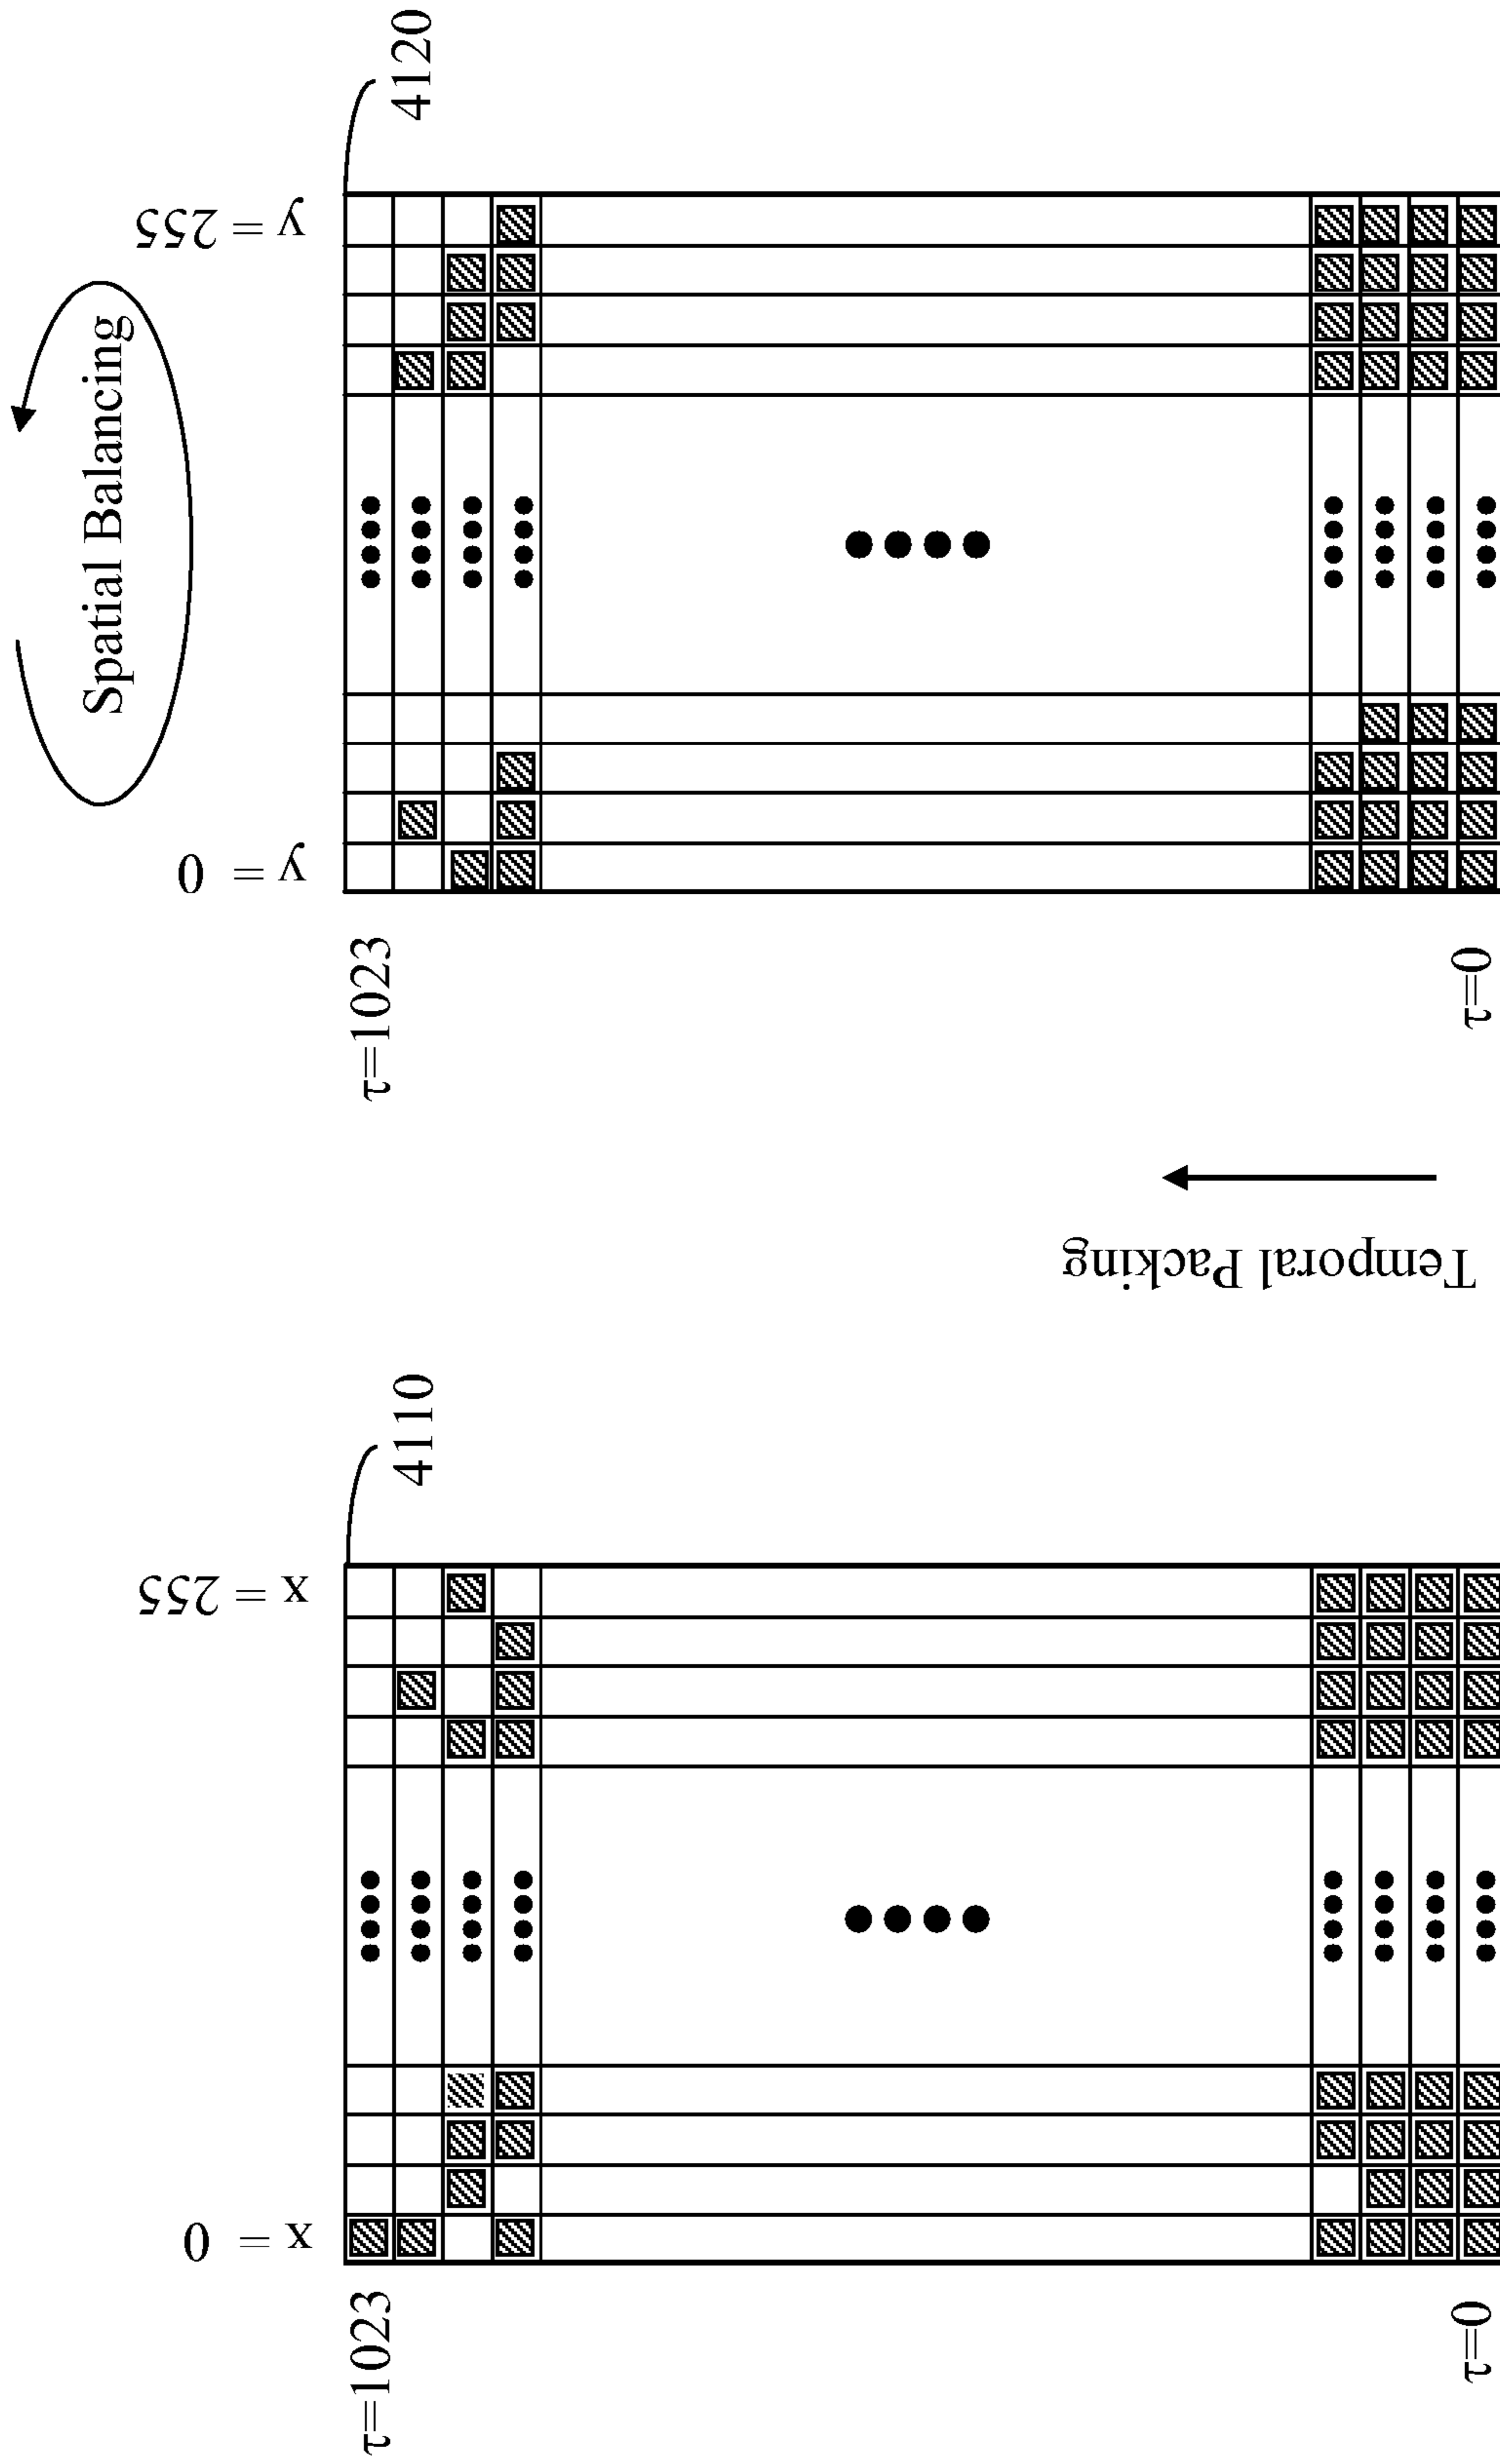 Spatial Balancing
y = 0
y = 255
τ=1023
4120
τ=0
Temporal Packing
x = 0
x = 255
τ=1023
4110
τ=0